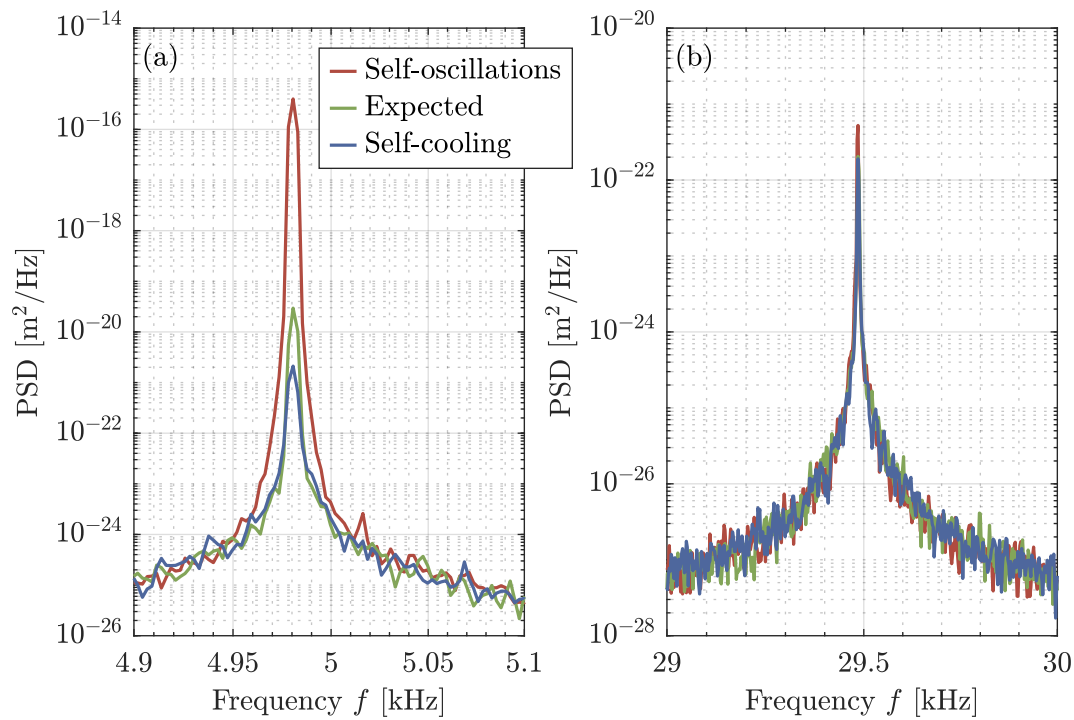 (a)
Self-oscillations
Expected
Self-cooling
10⁻¹⁴
10⁻¹⁶
10⁻¹⁸
10⁻²⁰
10⁻²²
10⁻²⁴
10⁻²⁶
PSD [m²/Hz]
4.9 4.95 5 5.05 5.1
Frequency f [kHz]
(b)
10⁻²⁰
10⁻²²
10⁻²⁴
10⁻²⁶
10⁻²⁸
PSD [m²/Hz]
29 29.5 30
Frequency f [kHz]